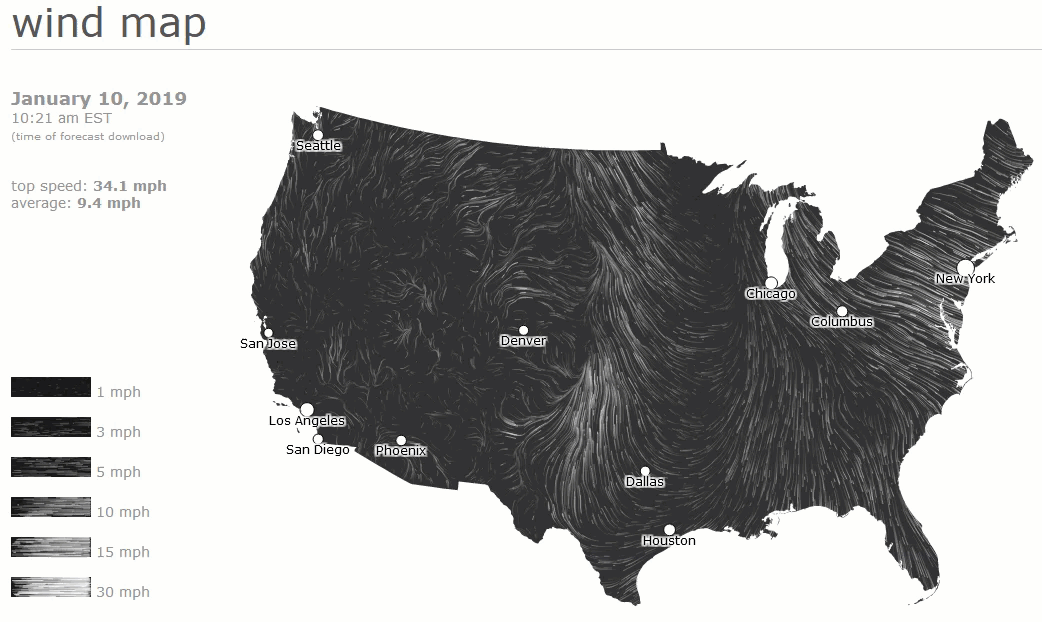 wind map
January 10, 2019
10:21 am EST
(time of forecast download)
top speed: 34.1 mph
average: 9.4 mph
1 mph
3 mph
5 mph
10 mph
15 mph
30 mph
Seattle
New York
Chicago
Columbus
Denver
San Jose
Los Angeles
San Diego
Phoenix
Dallas
Houston